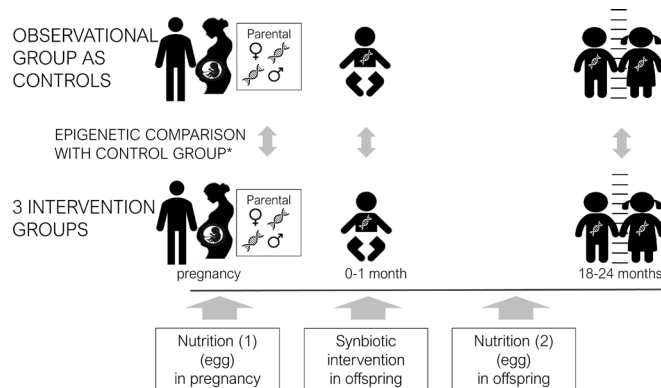 OBSERVATIONAL
GROUP AS
CONTROLS
Parental
EPIGENETIC COMPARISON
WITH CONTROL GROUP*
3 INTERVENTION
GROUPS
Parental
pregnancy
0-1 month
18-24 months
Nutrition (1)
(egg)
in pregnancy
Synbiotic
intervention
in offspring
Nutrition (2)
(egg)
in offspring